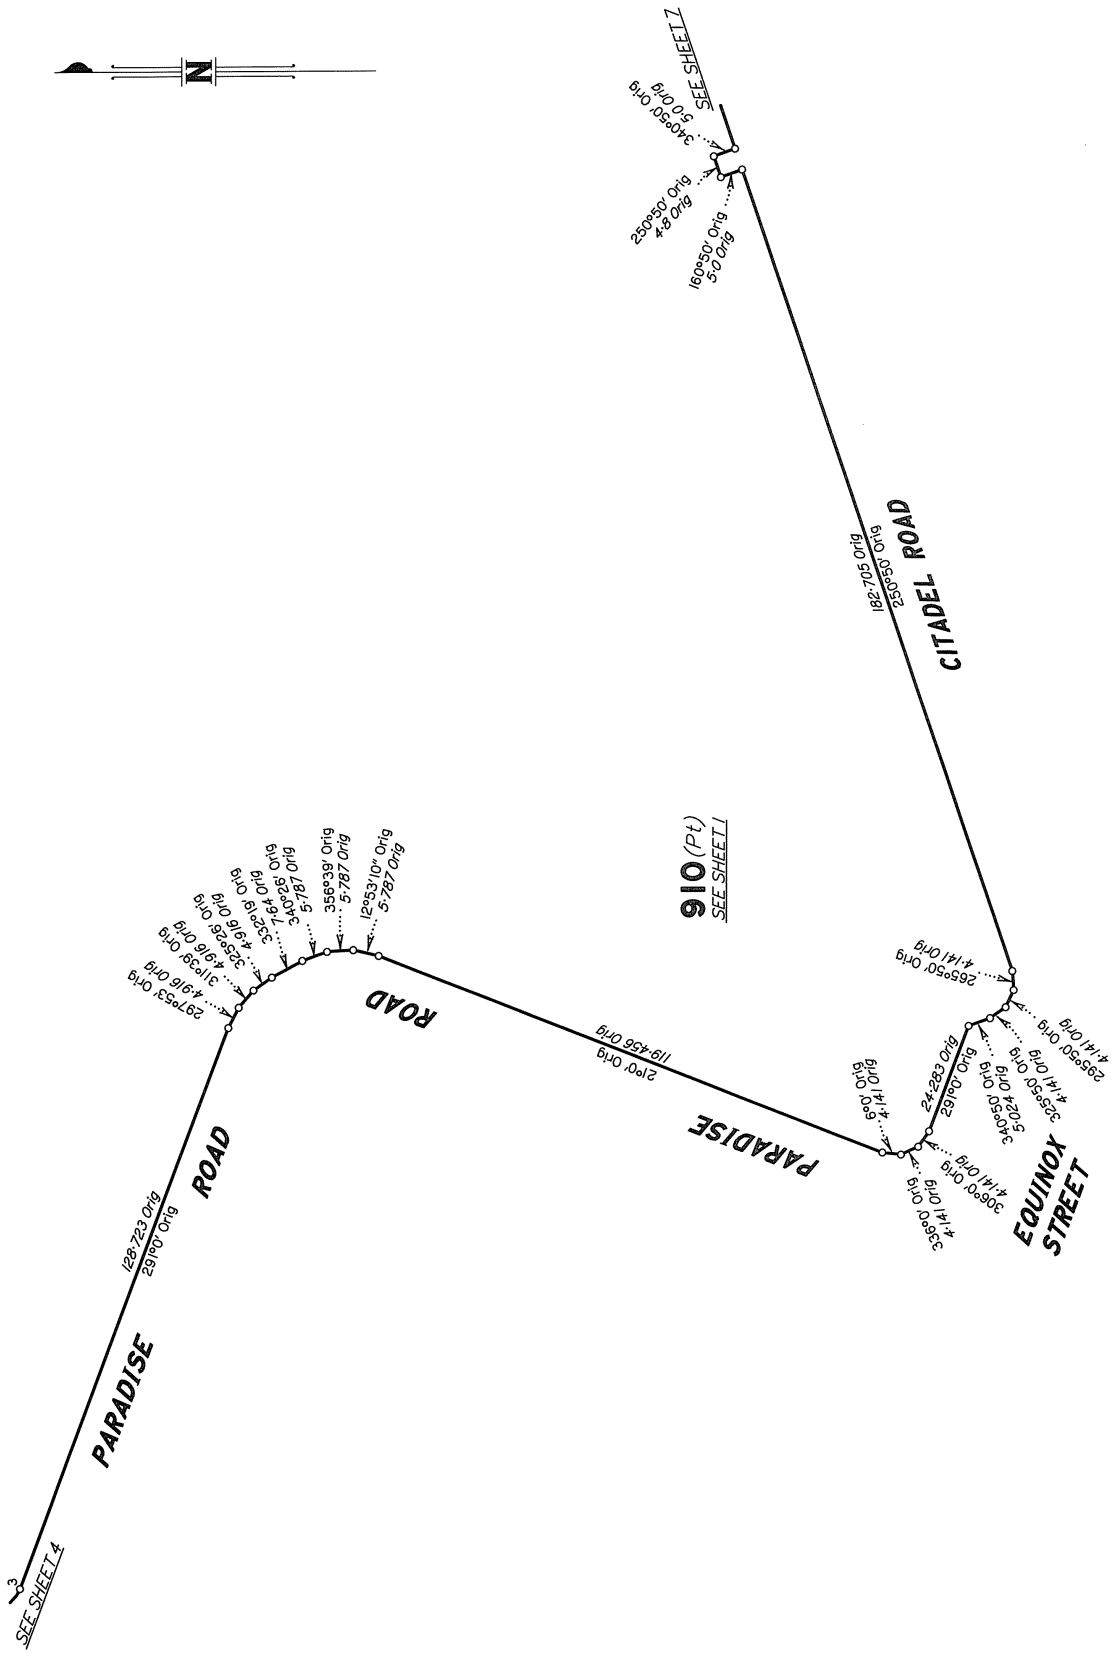 N
SEE SHEET 7
340°50' Orig
5·0 Orig
250°50' Orig
4·8 Orig
160°50' Orig
5·0 Orig
182·705 Orig
250°50' Orig
CITADEL ROAD
910 (Pt)
SEE SHEET 1
12°53'10" Orig
5·787 Orig
356°39' Orig
5·787 Orig
340°26' Orig
5·787 Orig
332°19' Orig
7·64 Orig
325°26' Orig
4·916 Orig
311°39' Orig
4·916 Orig
297°53' Orig
4·916 Orig
265°50' Orig
4·141 Orig
295°50' Orig
4·141 Orig
325°50' Orig
4·141 Orig
340°50' Orig
5·024 Orig
24·283 Orig
291°0' Orig
306°0' Orig
4·141 Orig
336°0' Orig
4·141 Orig
6°0' Orig
4·141 Orig
EQUINOX
STREET
119·456 Orig
21°0' Orig
PARADISE ROAD
128·723 Orig
291°0' Orig
PARADISE ROAD
3
SEE SHEET 4